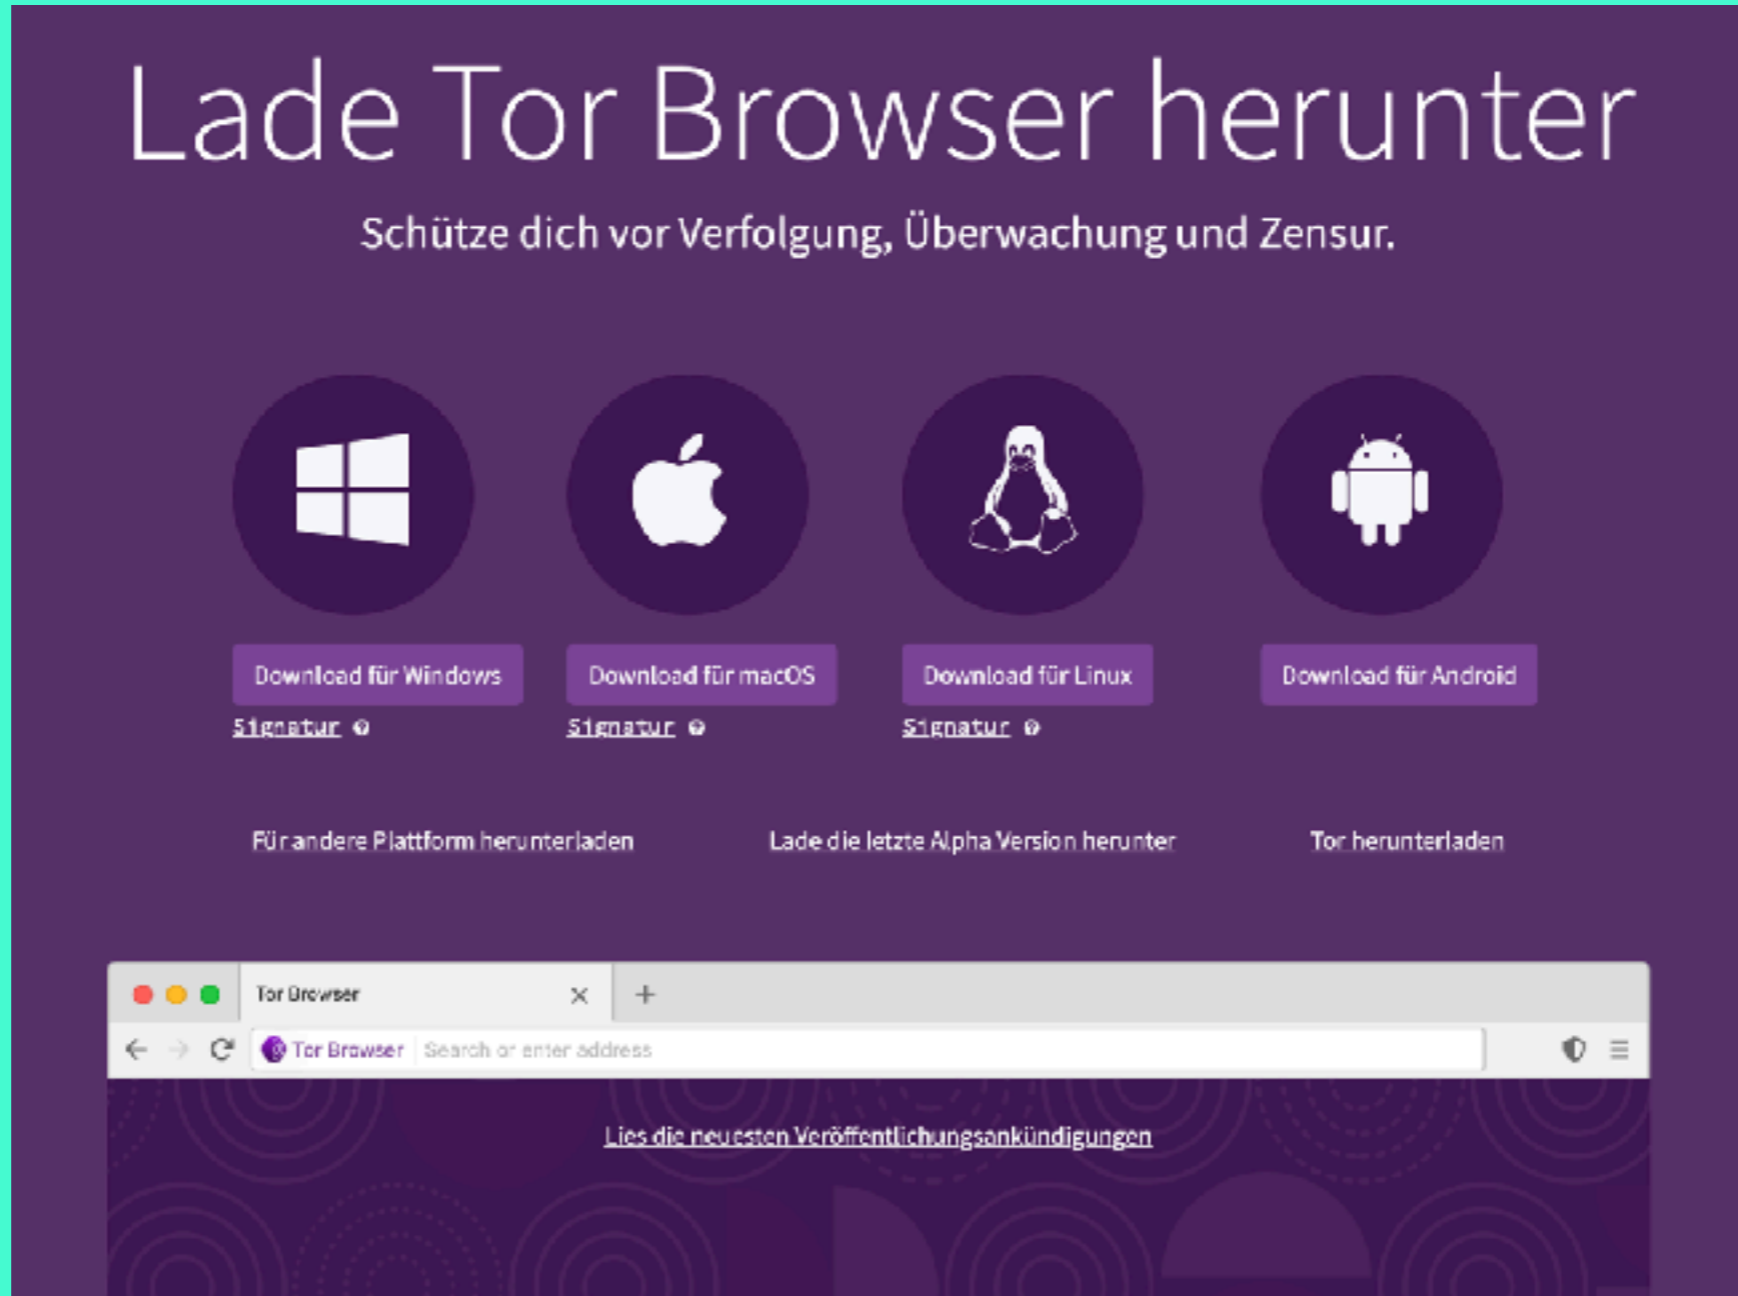 Lade Tor Browser herunter
Schütze dich vor Verfolgung, Überwachung und Zensur.
Download für Windows
Download für macOS
Download für Linux
Download für Android
Signatur
Signatur
Signatur
Für andere Plattform herunterladen
Lade die letzte Alpha Version herunter
Tor herunterladen
Tor Browser
Tor Browser Search or enter address
Lies die neuesten Veröffentlichungsankündigungen